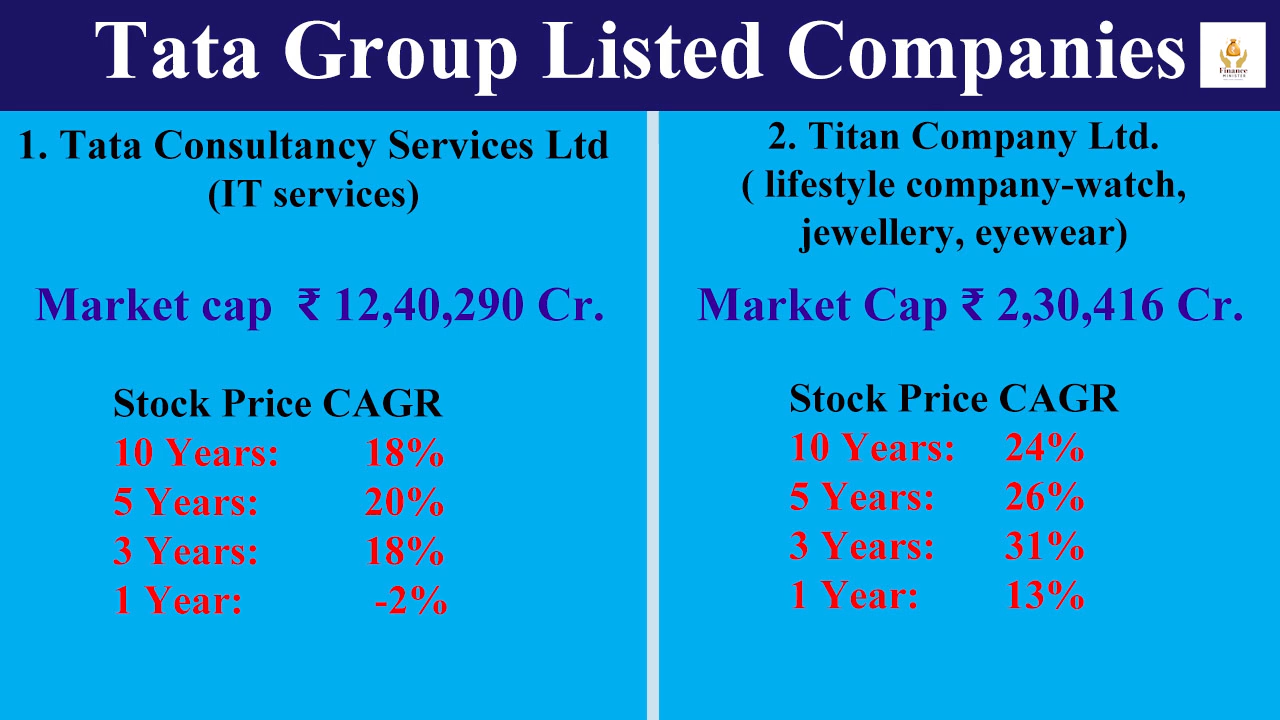 Tata Group Listed Companies
Finance
MINISTER
1. Tata Consultancy Services Ltd
(IT services)
Market cap ₹ 12,40,290 Cr.
Stock Price CAGR
10 Years: 18%
5 Years: 20%
3 Years: 18%
1 Year: -2%
2. Titan Company Ltd.
( lifestyle company-watch,
jewellery, eyewear)
Market Cap ₹ 2,30,416 Cr.
Stock Price CAGR
10 Years: 24%
5 Years: 26%
3 Years: 31%
1 Year: 13%